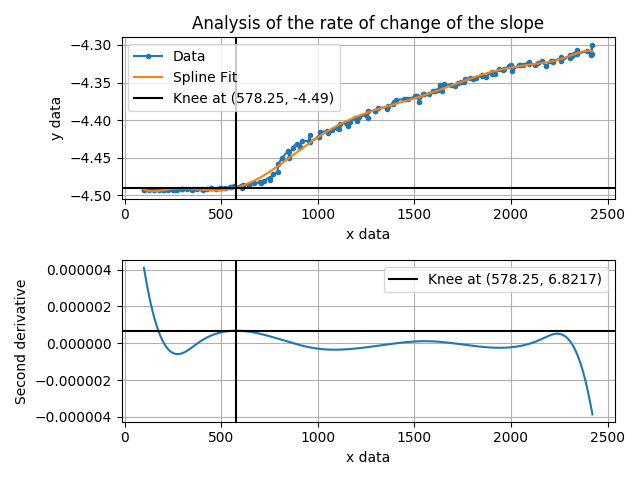 Analysis of the rate of change of the slope
−4.30
−4.35
−4.40
−4.45
−4.50
y data
Data
Spline Fit
Knee at (578.25, -4.49)
0
500
1000
1500
2000
2500
x data
0.000004
0.000002
0.000000
−0.000002
−0.000004
Second derivative
Knee at (578.25, 6.8217)
0
500
1000
1500
2000
2500
x data